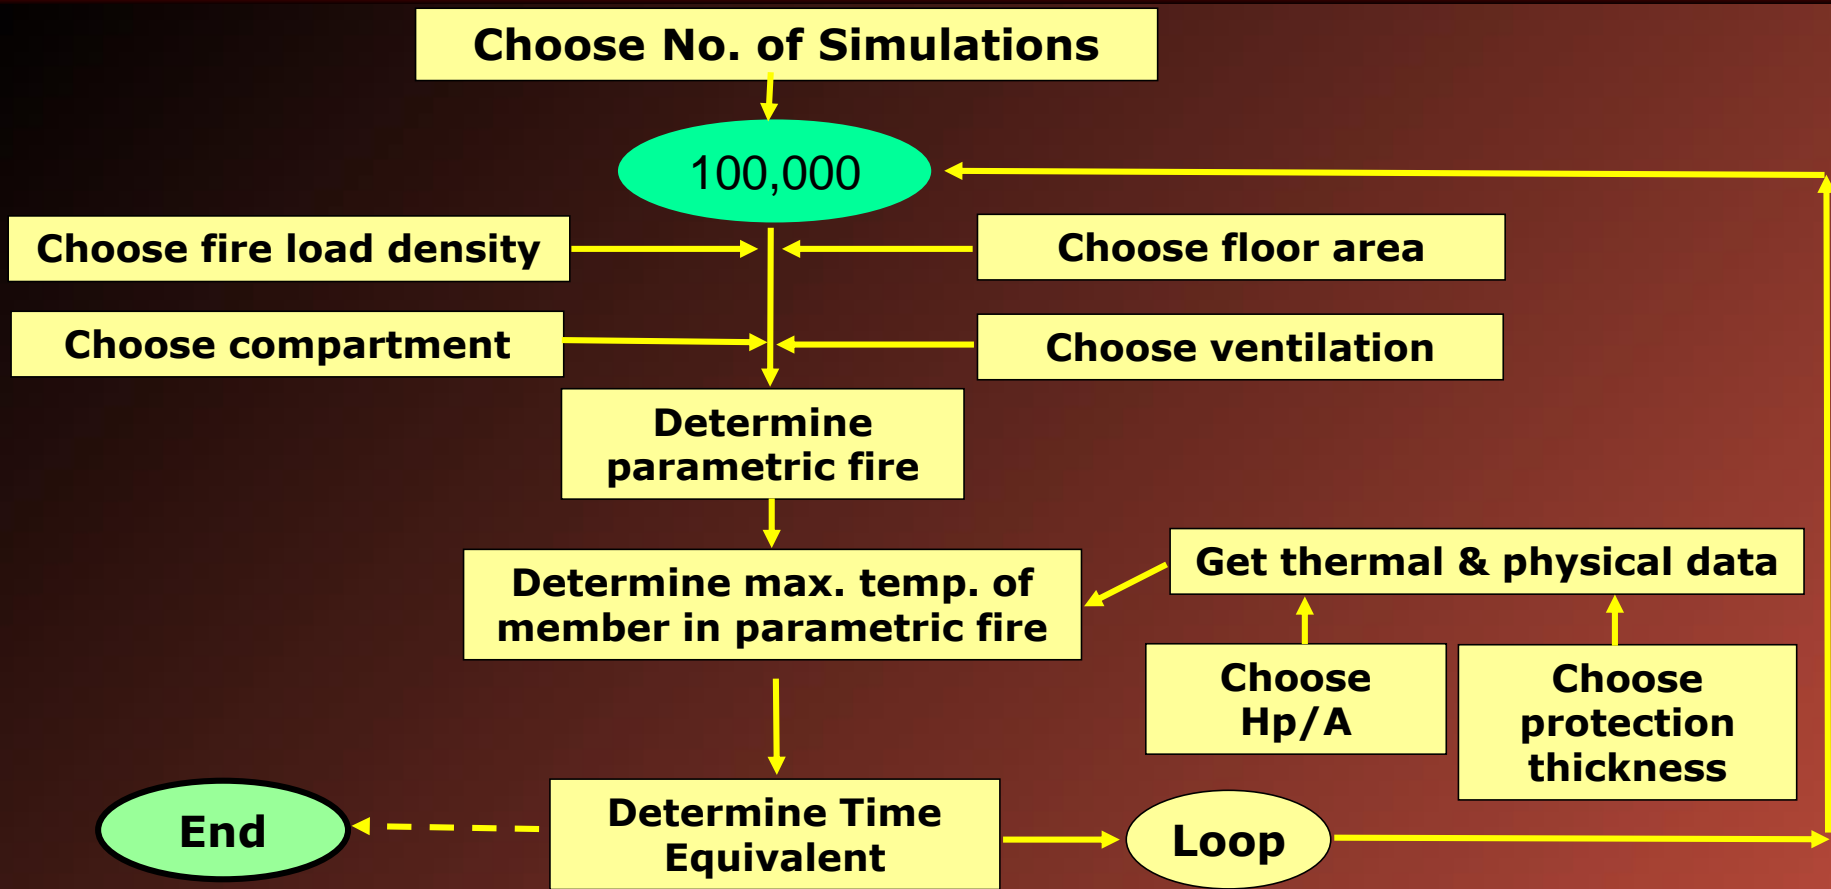 Choose No. of Simulations
100,000
Choose fire load density
Choose floor area
Choose compartment
Choose ventilation
Determine
parametric fire
Determine max. temp. of
member in parametric fire
Get thermal & physical data
Choose
Hp/A
Choose
protection
thickness
End
Determine Time
Equivalent
Loop